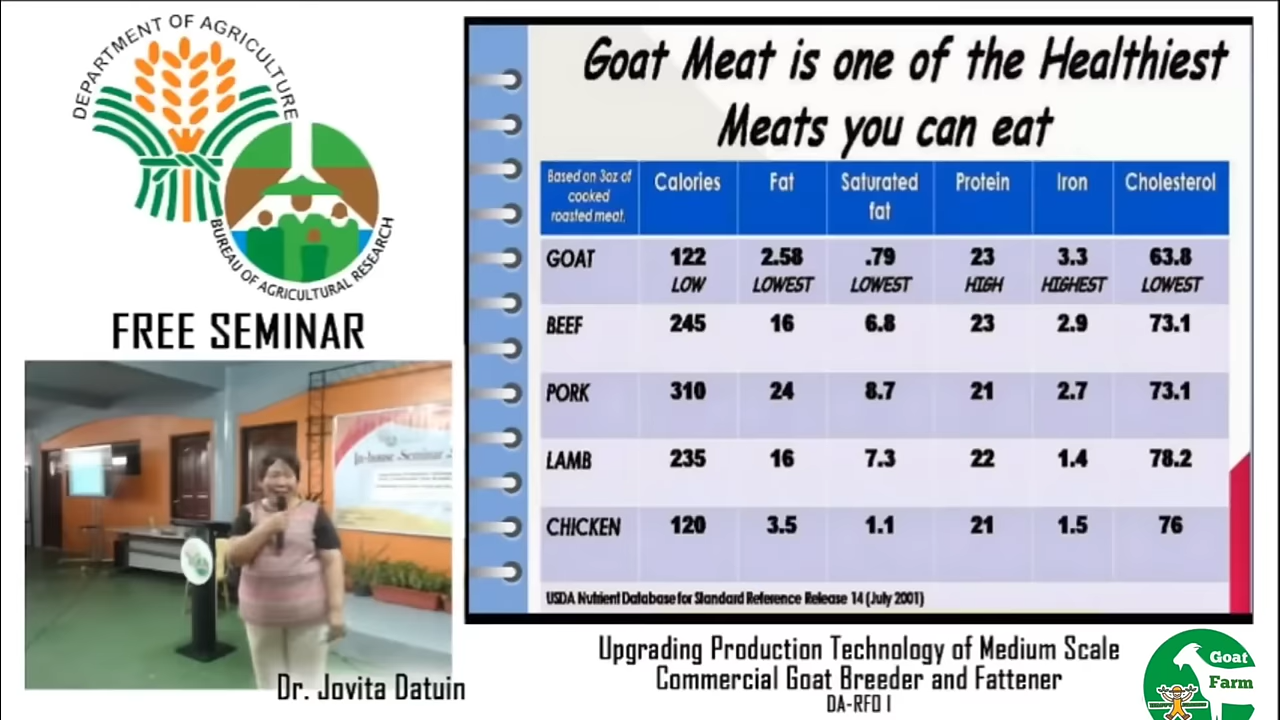 DEPARTMENT OF AGRICULTURE
BUREAU OF AGRICULTURAL RESEARCH
FREE SEMINAR
In-house Seminar
Dr. Jovita Datuin
Goat Meat is one of the Healthiest
Meats you can eat
Based on 3oz of cooked roasted meat. Calories Fat Saturated fat Protein Iron Cholesterol
GOAT 122 2.58 .79 23 3.3 63.8
LOW LOWEST LOWEST HIGH HIGHEST LOWEST
BEEF 245 16 6.8 23 2.9 73.1
PORK 310 24 8.7 21 2.7 73.1
LAMB 235 16 7.3 22 1.4 78.2
CHICKEN 120 3.5 1.1 21 1.5 76
USDA Nutrient Database for Standard Reference Release 14 (July 2001)
Upgrading Production Technology of Medium Scale
Commercial Goat Breeder and Fattener
DA-RFO I
Goat
Farm